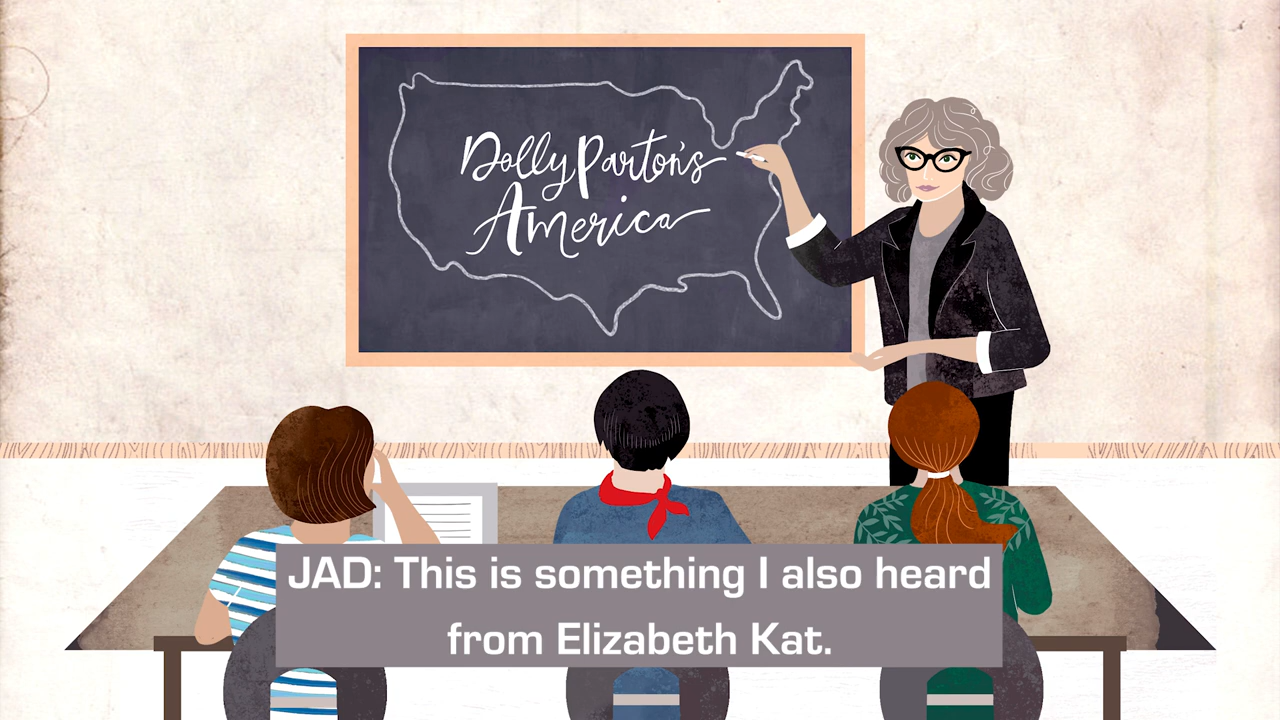 Dolly Parton's
America
JAD: This is something I also heard
from Elizabeth Kat.